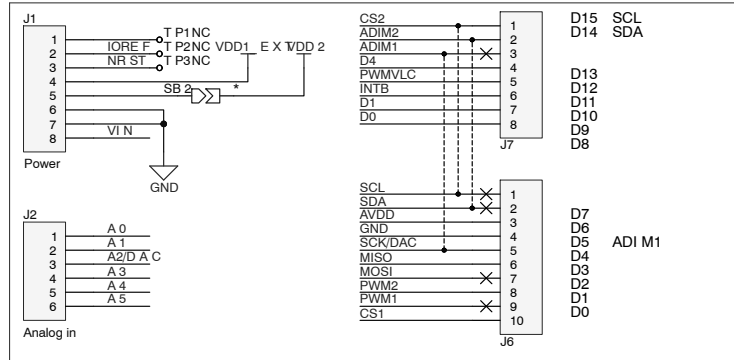 J1
1 T P1NC
2 IORE F T P2NC VDD1 E X T VDD 2
3 NR ST T P3NC
4
5 SB 2 *
6
7
8 VI N
Power
GND
J2
1 A 0
2 A 1
3 A2/D A C
4 A 3
5 A 4
6 A 5
Analog in
CS2 1 D15 SCL
ADIM2 2 D14 SDA
ADIM1 3
D4 4 D13
PWMVLC 5 D12
INTB 6 D11
D1 7 D10
D0 8 D9
J7 D8
SCL 1
SDA 2 D7
AVDD 3 D6
GND 4 D5 ADI M1
SCK/DAC 5 D4
MISO 6 D3
MOSI 7 D2
PWM2 8 D1
PWM1 9 D0
CS1 10
J6